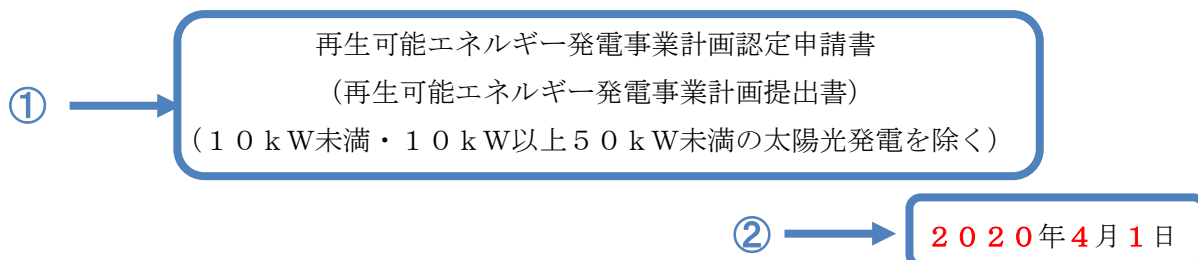 再生可能エネルギー発電事業計画認定申請書
（再生可能エネルギー発電事業計画提出書）
①
（１０ｋＷ未満・１０ｋＷ以上５０ｋＷ未満の太陽光発電を除く）
②
２０２０年４月１日